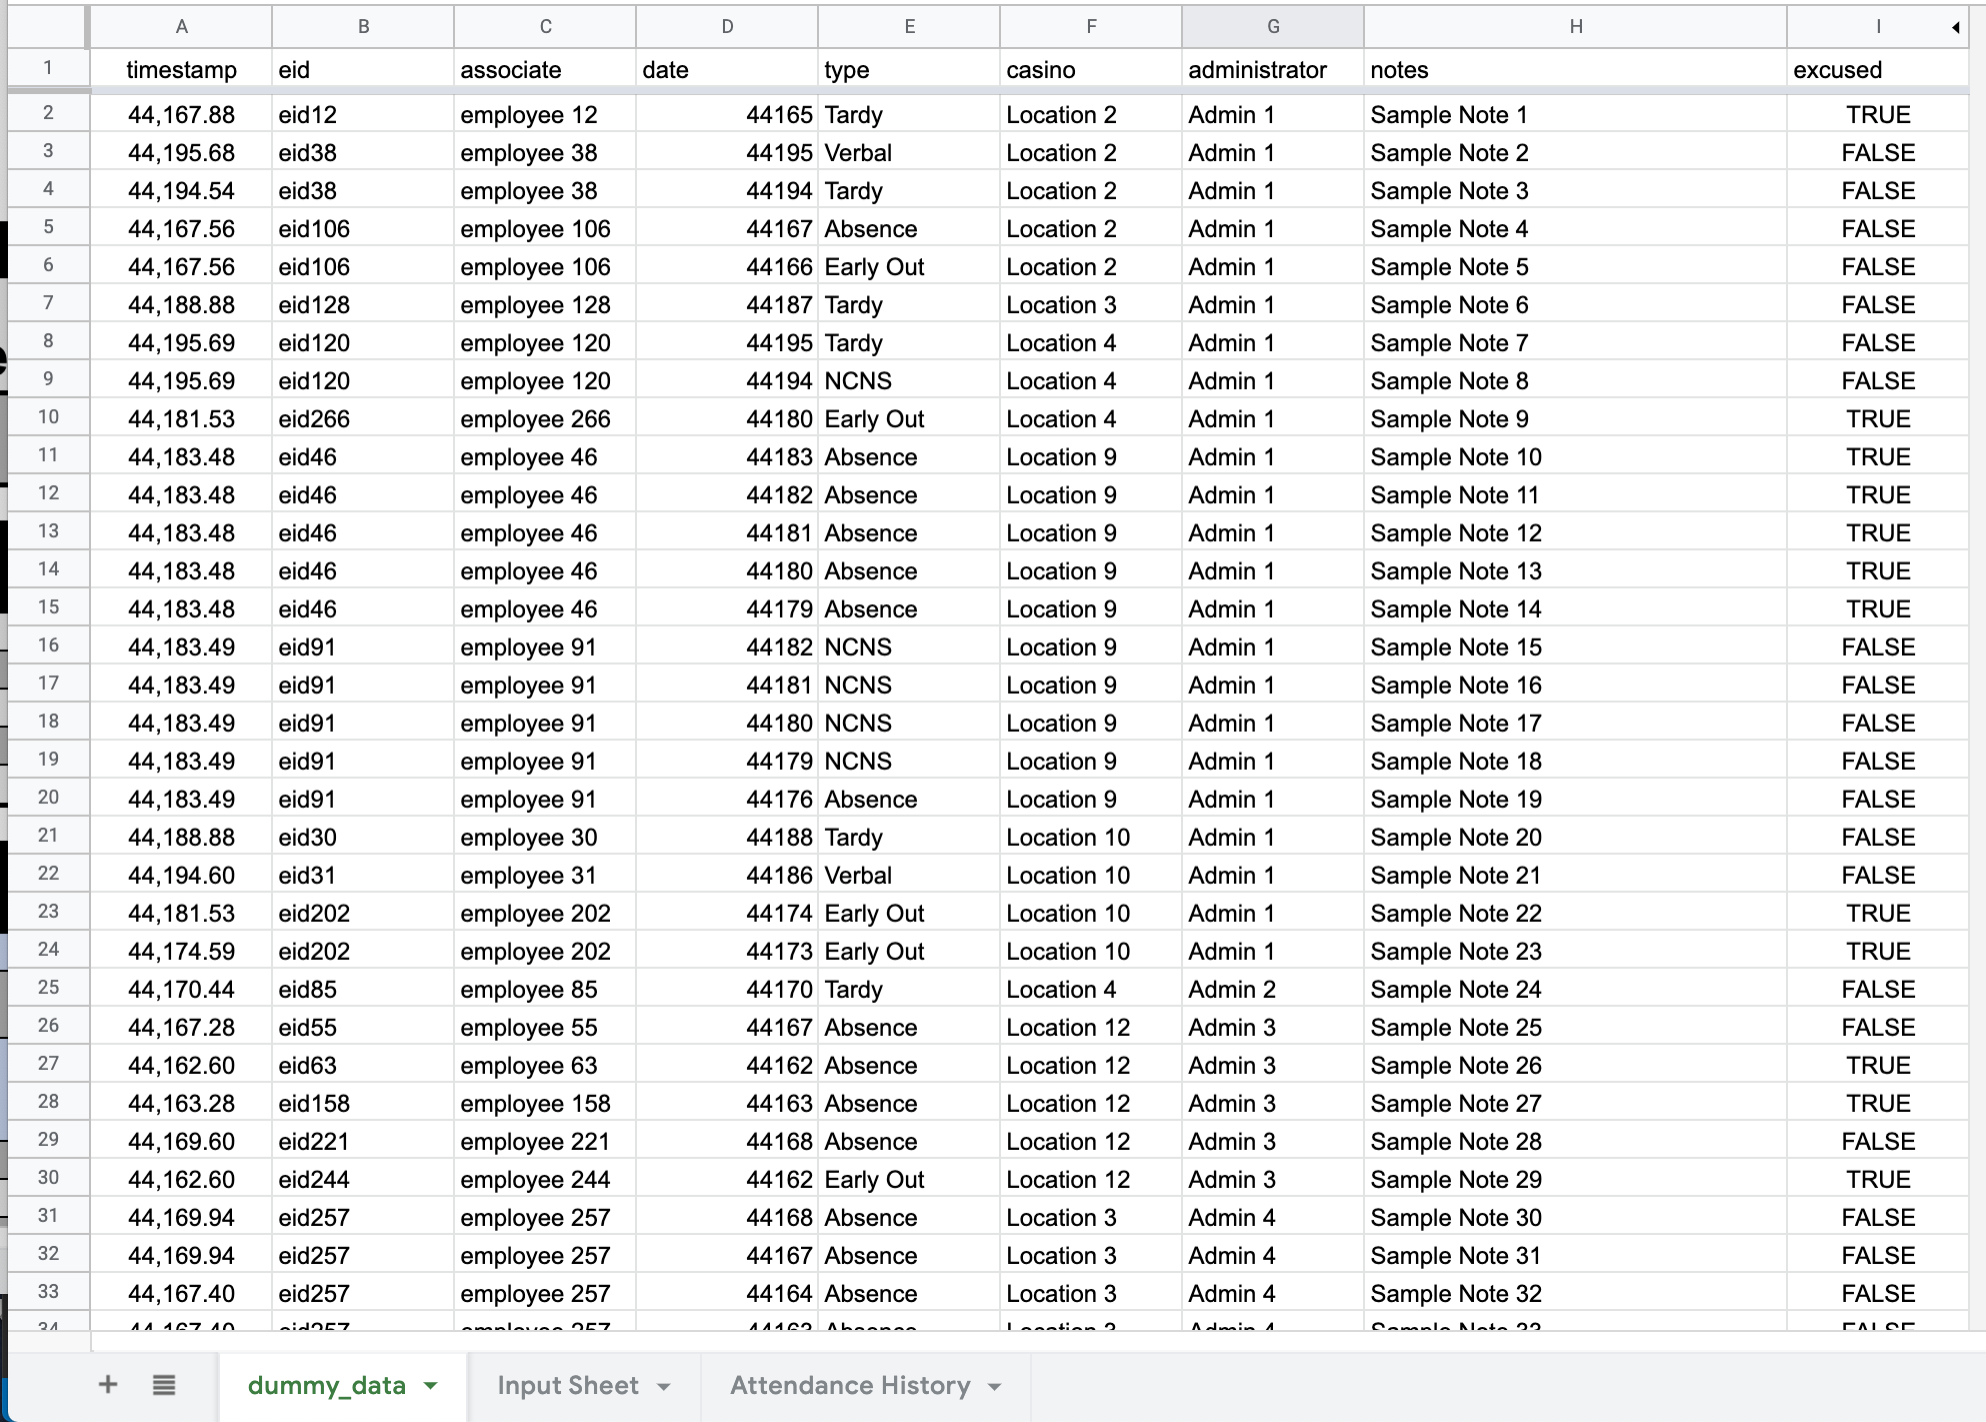 A B C D E F G H I
1 timestamp eid associate date type casino administrator notes excused
2 44,167.88 eid12 employee 12 44165 Tardy Location 2 Admin 1 Sample Note 1 TRUE
3 44,195.68 eid38 employee 38 44195 Verbal Location 2 Admin 1 Sample Note 2 FALSE
4 44,194.54 eid38 employee 38 44194 Tardy Location 2 Admin 1 Sample Note 3 FALSE
5 44,167.56 eid106 employee 106 44167 Absence Location 2 Admin 1 Sample Note 4 FALSE
6 44,167.56 eid106 employee 106 44166 Early Out Location 2 Admin 1 Sample Note 5 FALSE
7 44,188.88 eid128 employee 128 44187 Tardy Location 3 Admin 1 Sample Note 6 FALSE
8 44,195.69 eid120 employee 120 44195 Tardy Location 4 Admin 1 Sample Note 7 FALSE
9 44,195.69 eid120 employee 120 44194 NCNS Location 4 Admin 1 Sample Note 8 FALSE
10 44,181.53 eid266 employee 266 44180 Early Out Location 4 Admin 1 Sample Note 9 TRUE
11 44,183.48 eid46 employee 46 44183 Absence Location 9 Admin 1 Sample Note 10 TRUE
12 44,183.48 eid46 employee 46 44182 Absence Location 9 Admin 1 Sample Note 11 TRUE
13 44,183.48 eid46 employee 46 44181 Absence Location 9 Admin 1 Sample Note 12 TRUE
14 44,183.48 eid46 employee 46 44180 Absence Location 9 Admin 1 Sample Note 13 TRUE
15 44,183.48 eid46 employee 46 44179 Absence Location 9 Admin 1 Sample Note 14 TRUE
16 44,183.49 eid91 employee 91 44182 NCNS Location 9 Admin 1 Sample Note 15 FALSE
17 44,183.49 eid91 employee 91 44181 NCNS Location 9 Admin 1 Sample Note 16 FALSE
18 44,183.49 eid91 employee 91 44180 NCNS Location 9 Admin 1 Sample Note 17 FALSE
19 44,183.49 eid91 employee 91 44179 NCNS Location 9 Admin 1 Sample Note 18 FALSE
20 44,183.49 eid91 employee 91 44176 Absence Location 9 Admin 1 Sample Note 19 FALSE
21 44,188.88 eid30 employee 30 44188 Tardy Location 10 Admin 1 Sample Note 20 FALSE
22 44,194.60 eid31 employee 31 44186 Verbal Location 10 Admin 1 Sample Note 21 FALSE
23 44,181.53 eid202 employee 202 44174 Early Out Location 10 Admin 1 Sample Note 22 TRUE
24 44,174.59 eid202 employee 202 44173 Early Out Location 10 Admin 1 Sample Note 23 TRUE
25 44,170.44 eid85 employee 85 44170 Tardy Location 4 Admin 2 Sample Note 24 FALSE
26 44,167.28 eid55 employee 55 44167 Absence Location 12 Admin 3 Sample Note 25 FALSE
27 44,162.60 eid63 employee 63 44162 Absence Location 12 Admin 3 Sample Note 26 TRUE
28 44,163.28 eid158 employee 158 44163 Absence Location 12 Admin 3 Sample Note 27 TRUE
29 44,169.60 eid221 employee 221 44168 Absence Location 12 Admin 3 Sample Note 28 FALSE
30 44,162.60 eid244 employee 244 44162 Early Out Location 12 Admin 3 Sample Note 29 TRUE
31 44,169.94 eid257 employee 257 44168 Absence Location 3 Admin 4 Sample Note 30 FALSE
32 44,169.94 eid257 employee 257 44167 Absence Location 3 Admin 4 Sample Note 31 FALSE
33 44,167.40 eid257 employee 257 44164 Absence Location 3 Admin 4 Sample Note 32 FALSE
34 44,167.40 eid257 employee 257 44163 Absence Location 3 Admin 4 Sample Note 33 FALSE
dummy_data Input Sheet Attendance History